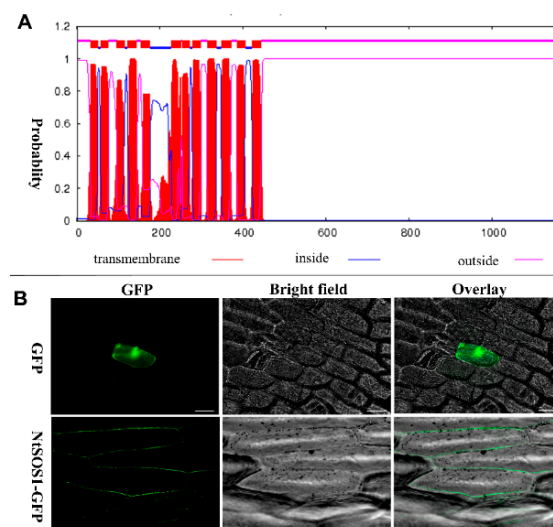 A
1.2
1
0.8
0.6
0.4
0.2
0
Probablity
0 200 400 600 800 1000
transmembrane inside outside
B
GFP Bright field Overlay
GFP
NtSOS1-GFP